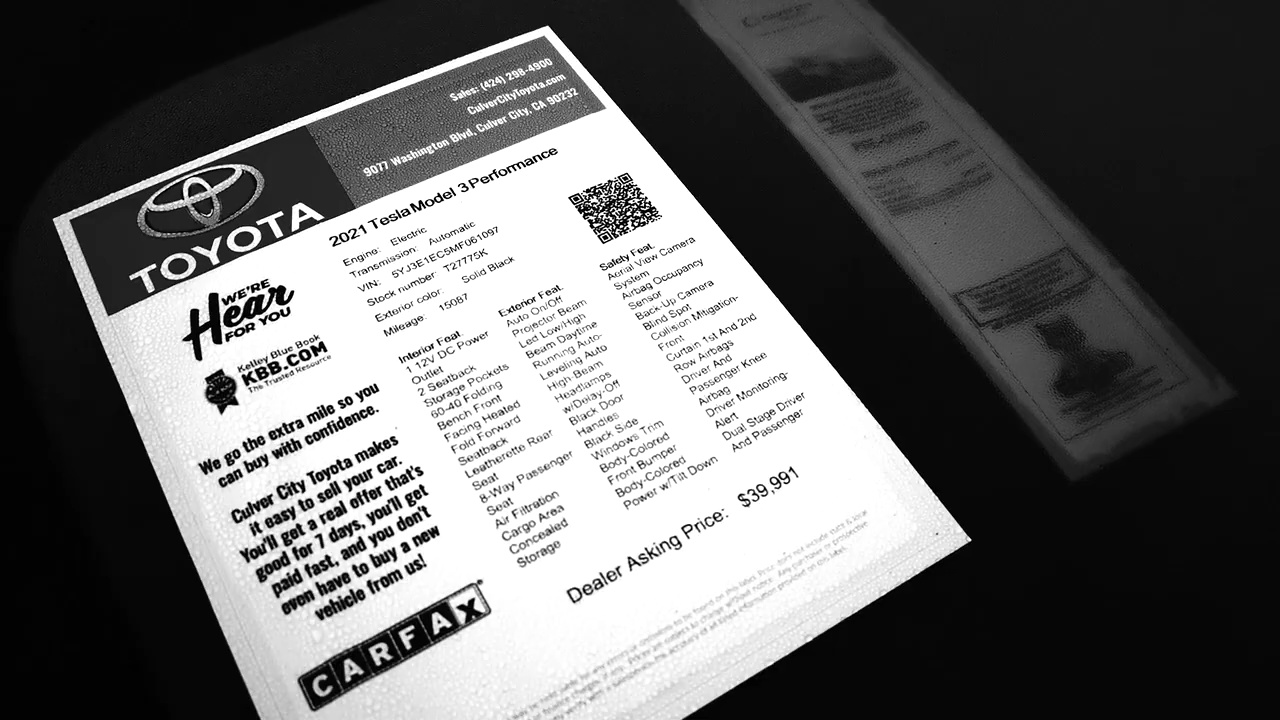 Sales: (424) 298-4900
CulverCityToyota.com
9077 Washington Blvd, Culver City, CA 90232
TOYOTA
2021 Tesla Model 3 Performance
Engine: Electric
Transmission: Automatic
VIN: 5YJ3E1EC5MF061097
Stock number: T27775K
Exterior color: Solid Black
Mileage: 15087
WE'RE
Hear
FOR YOU
Kelley Blue Book
KBB.COM
The Trusted Resource
We go the extra mile so you
can buy with confidence.
Culver City Toyota makes
it easy to sell your car.
You'll get a real offer that's
good for 7 days, you'll get
paid fast, and you don't
even have to buy a new
vehicle from us!
CARFAX
Interior Feat.
1 12V DC Power
Outlet
2 Seatback
Storage Pockets
60-40 Folding
Bench Front
Facing Heated
Fold Forward
Seatback
Leatherette Rear
Seat
8-Way Passenger
Seat
Air Filtration
Cargo Area
Concealed
Storage
Exterior Feat.
Auto On/Off
Projector Beam
Led Low/High
Beam Daytime
Running Auto-
Leveling Auto
High Beam
Headlamps
w/Delay-Off
Black Door
Handles
Black Side
Windows Trim
Body-Colored
Front Bumper
Body-Colored
Power w/Tilt Down
Safety Feat.
Aerial View Camera
System
Airbag Occupancy
Sensor
Back-Up Camera
Blind Spot
Collision Mitigation-
Front
Curtain 1st And 2nd
Row Airbags
Driver And
Passenger Knee
Airbag
Driver Monitoring-
Alert
Dual Stage Driver
And Passenger
Dealer Asking Price: $39,991